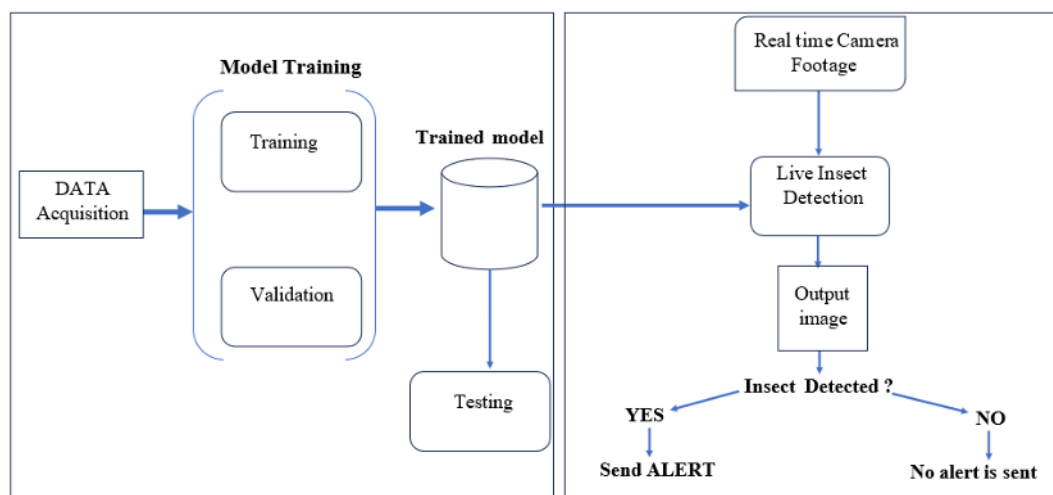 Model Training
Training
Validation
DATA
Acquisition
Trained model
Testing
Real time Camera
Footage
Live Insect
Detection
Output
image
Insect Detected ?
YES
NO
Send ALERT
No alert is sent